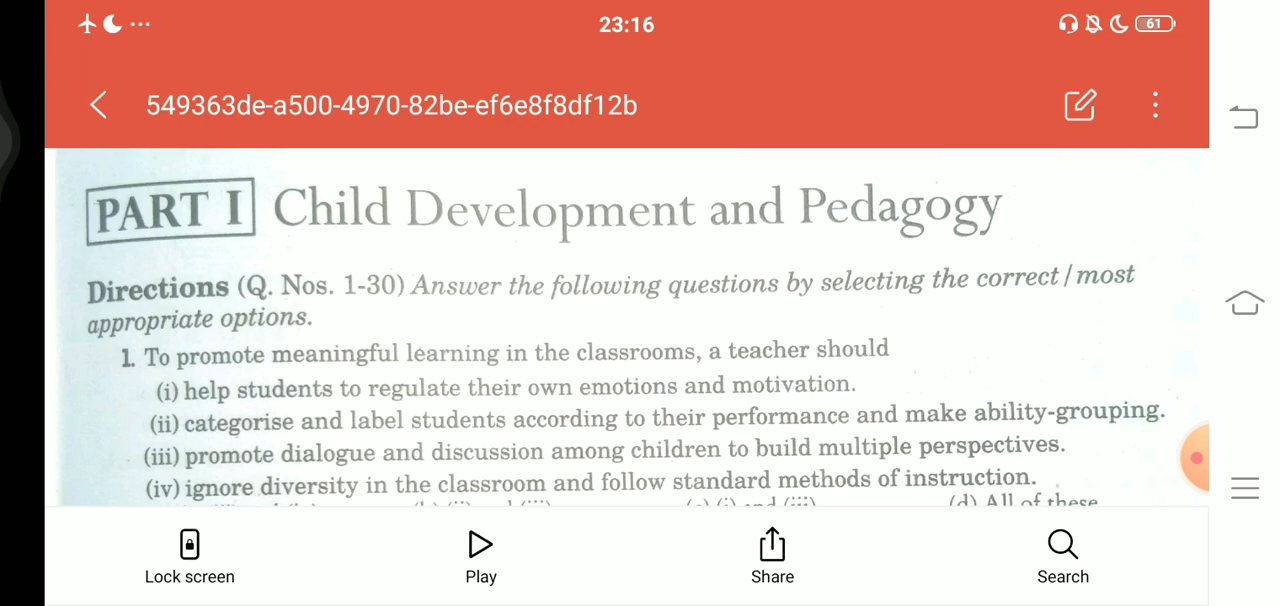 23:16
61
549363de-a500-4970-82be-ef6e8f8df12b
PART I Child Development and Pedagogy
Directions (Q. Nos. 1-30) Answer the following questions by selecting the correct/most
appropriate options.
1. To promote meaningful learning in the classrooms, a teacher should
(i) help students to regulate their own emotions and motivation.
(ii) categorise and label students according to their performance and make ability-grouping.
(iii) promote dialogue and discussion among children to build multiple perspectives.
(iv) ignore diversity in the classroom and follow standard methods of instruction.
(c) (i) and (iii) (d) All of these
Lock screen Play Share Search